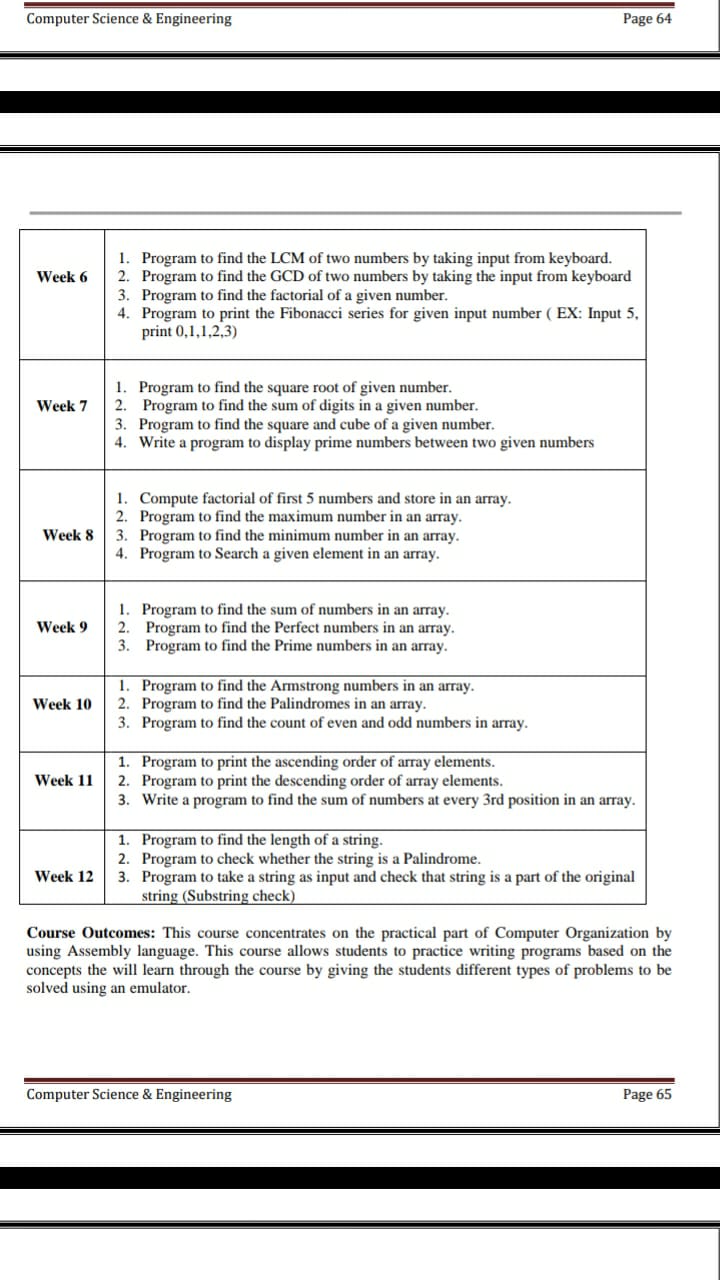 Computer Science & Engineering Page 64
1. Program to find the LCM of two numbers by taking input from keyboard.
Week 6 2. Program to find the GCD of two numbers by taking the input from keyboard
3. Program to find the factorial of a given number.
4. Program to print the Fibonacci series for given input number ( EX: Input 5,
print 0,1,1,2,3)
1. Program to find the square root of given number.
Week 7 2. Program to find the sum of digits in a given number.
3. Program to find the square and cube of a given number.
4. Write a program to display prime numbers between two given numbers
1. Compute factorial of first 5 numbers and store in an array.
2. Program to find the maximum number in an array.
Week 8 3. Program to find the minimum number in an array.
4. Program to Search a given element in an array.
1. Program to find the sum of numbers in an array.
Week 9 2. Program to find the Perfect numbers in an array.
3. Program to find the Prime numbers in an array.
1. Program to find the Armstrong numbers in an array.
Week 10 2. Program to find the Palindromes in an array.
3. Program to find the count of even and odd numbers in array.
1. Program to print the ascending order of array elements.
Week 11 2. Program to print the descending order of array elements.
3. Write a program to find the sum of numbers at every 3rd position in an array.
1. Program to find the length of a string.
2. Program to check whether the string is a Palindrome.
Week 12 3. Program to take a string as input and check that string is a part of the original
string (Substring check)
Course Outcomes: This course concentrates on the practical part of Computer Organization by
using Assembly language. This course allows students to practice writing programs based on the
concepts the will learn through the course by giving the students different types of problems to be
solved using an emulator.
Computer Science & Engineering Page 65